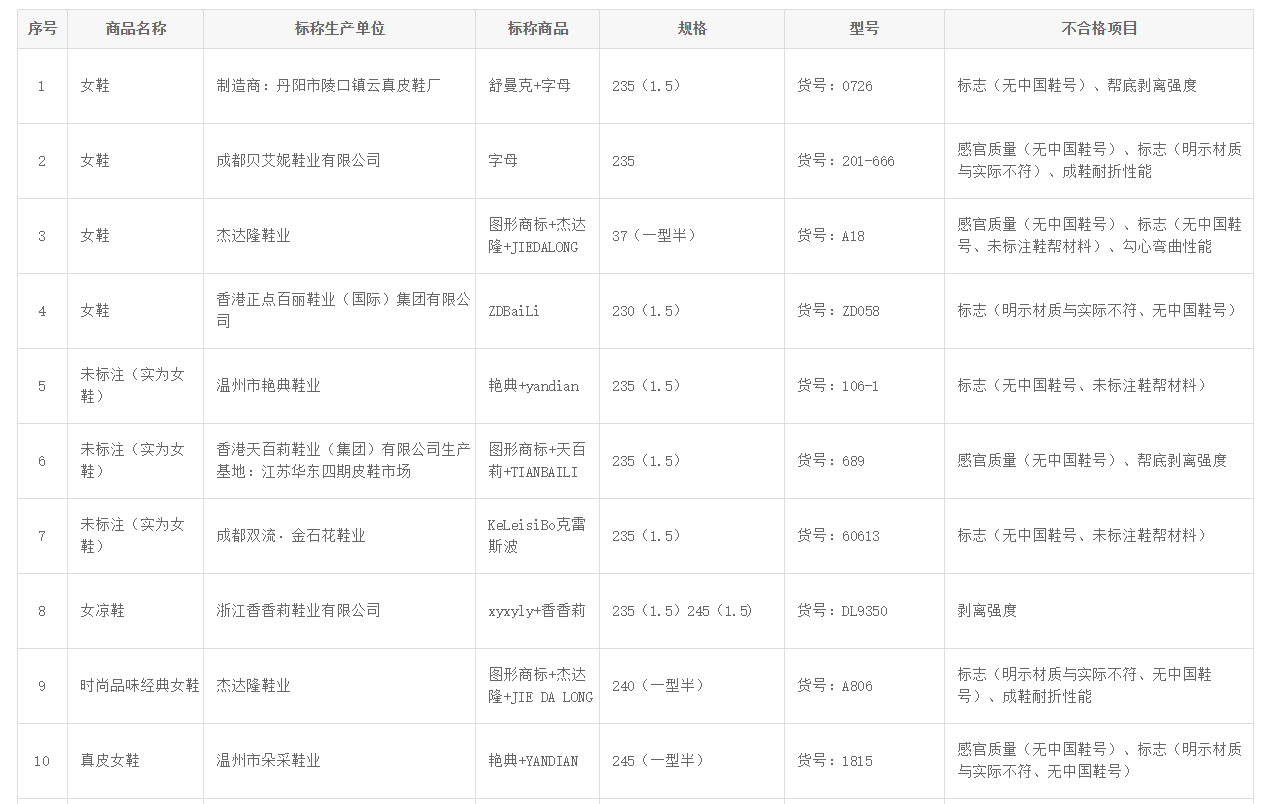 序号 商品名称 标称生产单位 标称商品 规格 型号 不合格项目
1 女鞋 制造商：丹阳市陵口镇云真皮鞋厂 舒曼克+字母 235（1.5） 货号：0726 标志（无中国鞋号）、帮底剥离强度
2 女鞋 成都贝艾妮鞋业有限公司 字母 235 货号：201-666 感官质量（无中国鞋号）、标志（明示材质
与实际不符）、成鞋耐折性能
3 女鞋 杰达隆鞋业 图形商标+杰达
隆+JIEDALONG 37（一型半） 货号：A18 感官质量（无中国鞋号）、标志（无中国鞋
号、未标注鞋帮材料）、勾心弯曲性能
4 女鞋 香港正点百丽鞋业（国际）集团有限公
司 ZDBaiLi 230（1.5） 货号：ZD058 标志（明示材质与实际不符、无中国鞋号）
5 未标注（实为女
鞋） 温州市艳典鞋业 艳典+yandian 235（1.5） 货号：106-1 标志（无中国鞋号、未标注鞋帮材料）
6 未标注（实为女
鞋） 香港天百莉鞋业（集团）有限公司生产
基地：江苏华东四期皮鞋市场 图形商标+天百
莉+TIANBAILI 235（1.5） 货号：689 感官质量（无中国鞋号）、帮底剥离强度
7 未标注（实为女
鞋） 成都双流．金石花鞋业 KeLeisiBo克雷
斯波 235（1.5） 货号：60613 标志（无中国鞋号、未标注鞋帮材料）
8 女凉鞋 浙江香香莉鞋业有限公司 xyxyly+香香莉 235（1.5）245（1.5) 货号：DL9350 剥离强度
9 时尚品味经典女鞋 杰达隆鞋业 图形商标+杰达
隆+JIE DA LONG 240（一型半） 货号：A806 标志（明示材质与实际不符、无中国鞋
号）、成鞋耐折性能
10 真皮女鞋 温州市朵采鞋业 艳典+YANDIAN 245（一型半） 货号：1815 感官质量（无中国鞋号）、标志（明示材质
与实际不符、无中国鞋号）